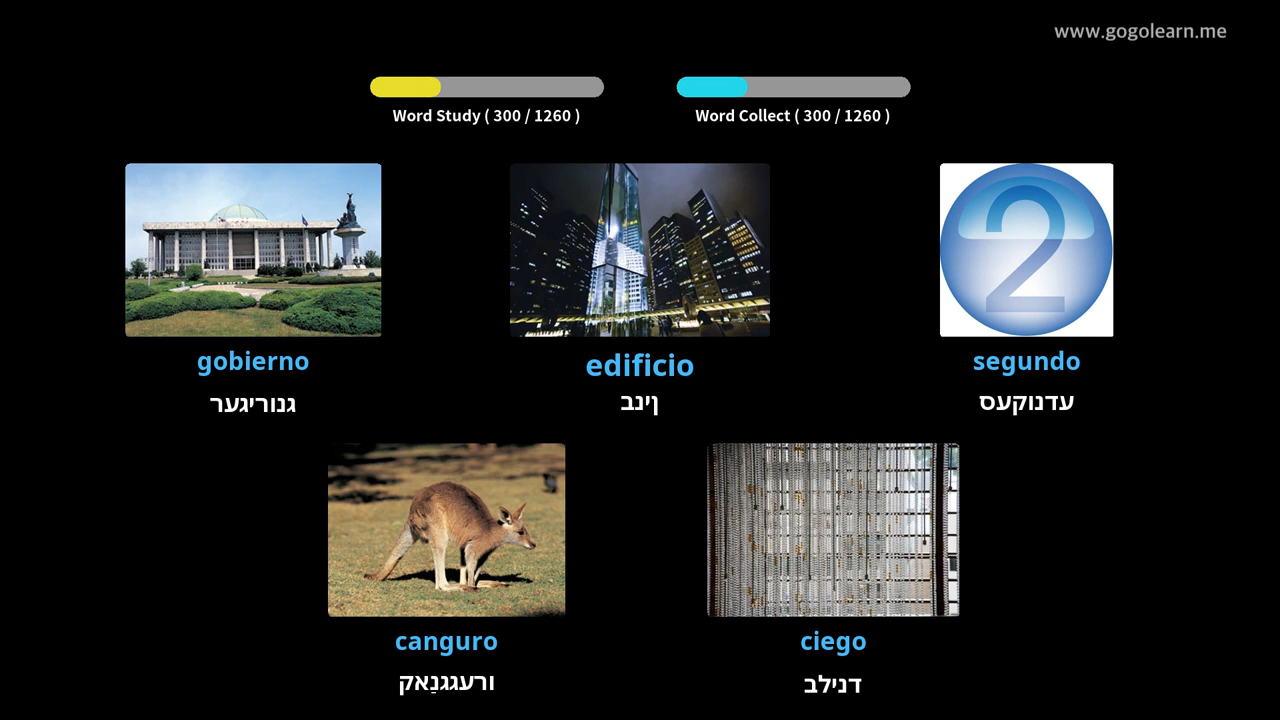 www.gogolearn.me
Word Study ( 300 / 1260 )
Word Collect ( 300 / 1260 )
gobierno
גנוריגער
edificio
ןינב
segundo
עדנוקעס
canguro
ורעגגנַאק
ciego
דנילב